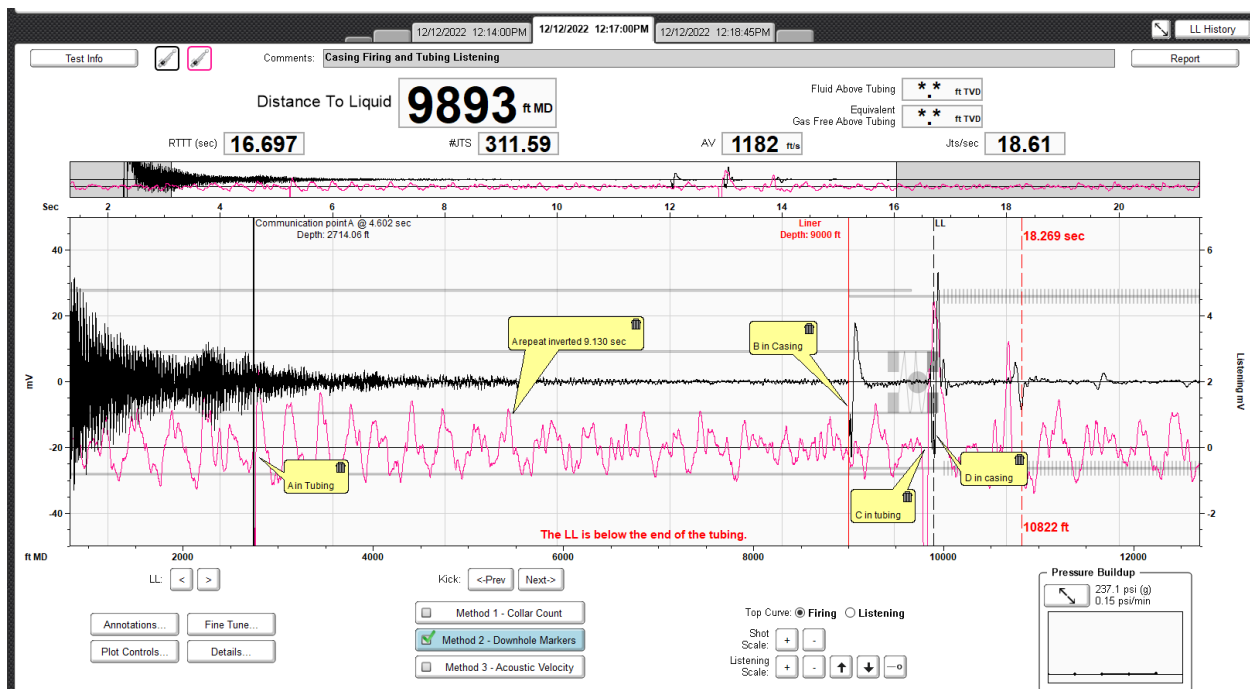 12/12/2022 12:14:00PM
12/12/2022 12:17:00PM
12/12/2022 12:18:45PM
LL History
Test Info
Comments: Casing Firing and Tubing Listening
Report
Distance To Liquid 9893 ft MD
Fluid Above Tubing **.* ft TVD
Equivalent
Gas Free Above Tubing **.* ft TVD
RTTT (sec) 16.697
#JTS 311.59
AV 1182 ft/s
Jts/sec 18.61
Sec 2 4 6 8 10 12 14 16 18 20
Communication point A @ 4.602 sec
Depth: 2714.06 ft
Liner
Depth: 9000 ft
LL
18.269 sec
40 20 0 -20 -40
mV
6 4 2 0 -2
Listening mV
A repeat inverted 9.130 sec
B in Casing
A in Tubing
C in tubing
D in casing
The LL is below the end of the tubing.
10822 ft
ft MD 2000 4000 6000 8000 10000 12000
LL: < >
Kick: <-Prev Next->
Annotations...
Fine Tune...
Plot Controls...
Details...
Method 1 - Collar Count
Method 2 - Downhole Markers
Method 3 - Acoustic Velocity
Top Curve: Firing Listening
Shot
Scale: + -
Listening
Scale: + -
Pressure Buildup
237.1 psi (g)
0.15 psi/min